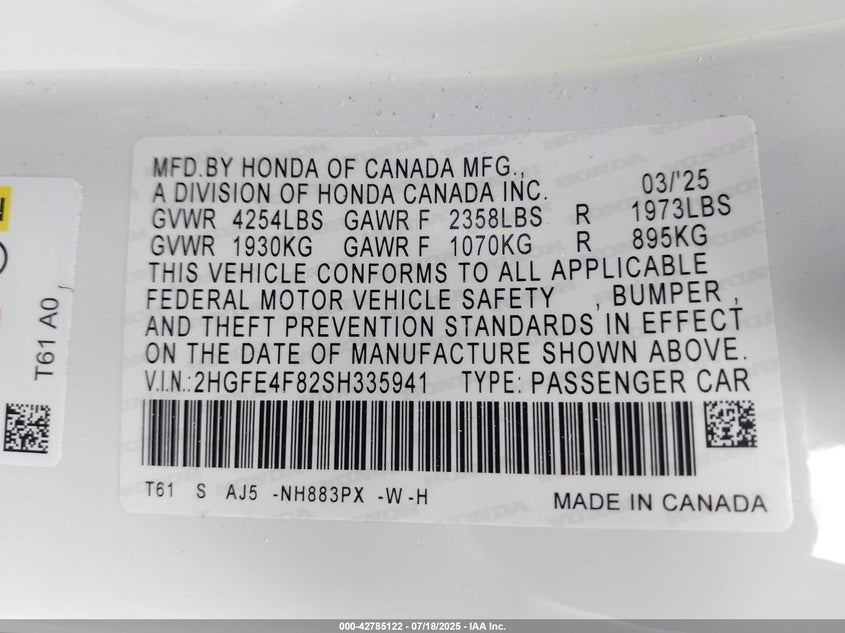 MFD.BY HONDA OF CANADA MFG.,
A DIVISION OF HONDA CANADA INC. 03/'25
GVWR 4254LBS GAWR F 2358LBS R 1973LBS
GVWR 1930KG GAWR F 1070KG R 895KG
THIS VEHICLE CONFORMS TO ALL APPLICABLE
FEDERAL MOTOR VEHICLE SAFETY , BUMPER ,
AND THEFT PREVENTION STANDARDS IN EFFECT
ON THE DATE OF MANUFACTURE SHOWN ABOVE.
V.I.N.:2HGFE4F82SH335941 TYPE: PASSENGER CAR
T61 S AJ5 -NH883PX -W -H
MADE IN CANADA
T61 A0
000-42785122 - 07/18/2025 - IAA Inc.